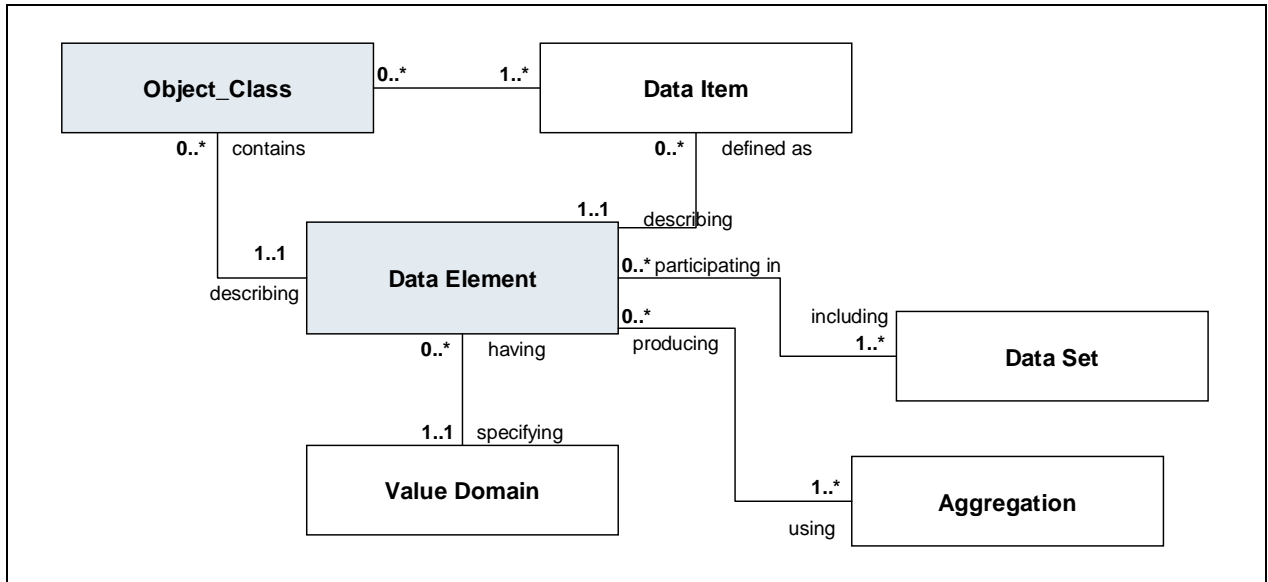 Object_Class
0..*
1..*
Data Item
0..*
contains
0..*
defined as
1..1
describing
1..1
describing
Data Element
0..*
participating in
0..*
producing
including
1..*
Data Set
0..*
having
1..1
specifying
Value Domain
1..*
using
Aggregation